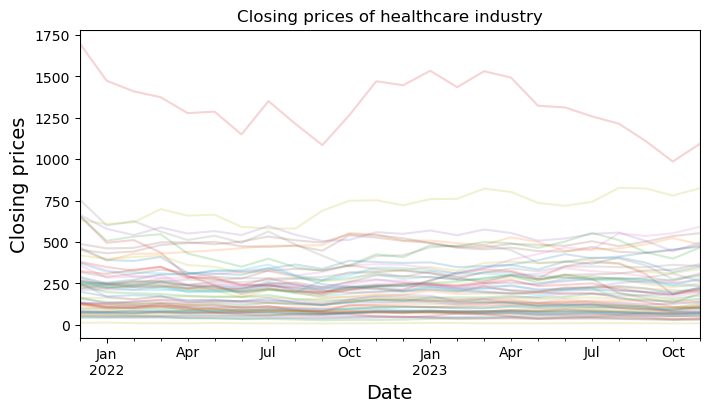 Closing prices of healthcare industry
1750
1500
1250
1000
750
500
250
0
Closing prices
Jan
2022
Apr
Jul
Oct
Jan
2023
Apr
Jul
Oct
Date